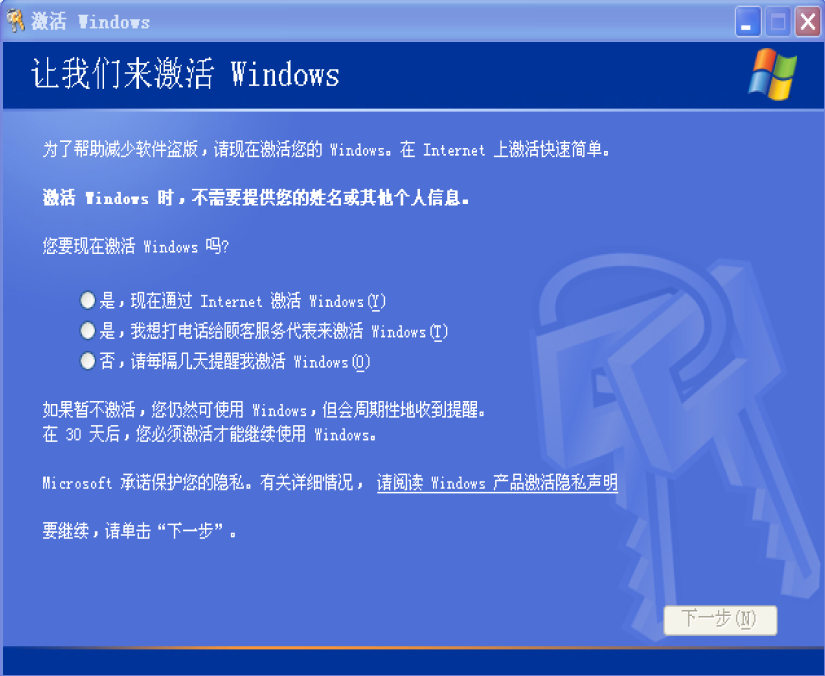 激活 Windows
让我们来激活 Windows
为了帮助减少软件盗版，请现在激活您的 Windows。在 Internet 上激活快速简单。
激活 Windows 时，不需要提供您的姓名或其他个人信息。
您要现在激活 Windows 吗?
是，现在通过 Internet 激活 Windows(Y)
是，我想打电话给顾客服务代表来激活 Windows(T)
否，请每隔几天提醒我激活 Windows(O)
如果暂不激活，您仍然可使用 Windows，但会周期性地收到提醒。
在 30 天后，您必须激活才能继续使用 Windows。
Microsoft 承诺保护您的隐私。有关详细情况， 请阅读 Windows 产品激活隐私声明
要继续，请单击“下一步”。
下一步(N)